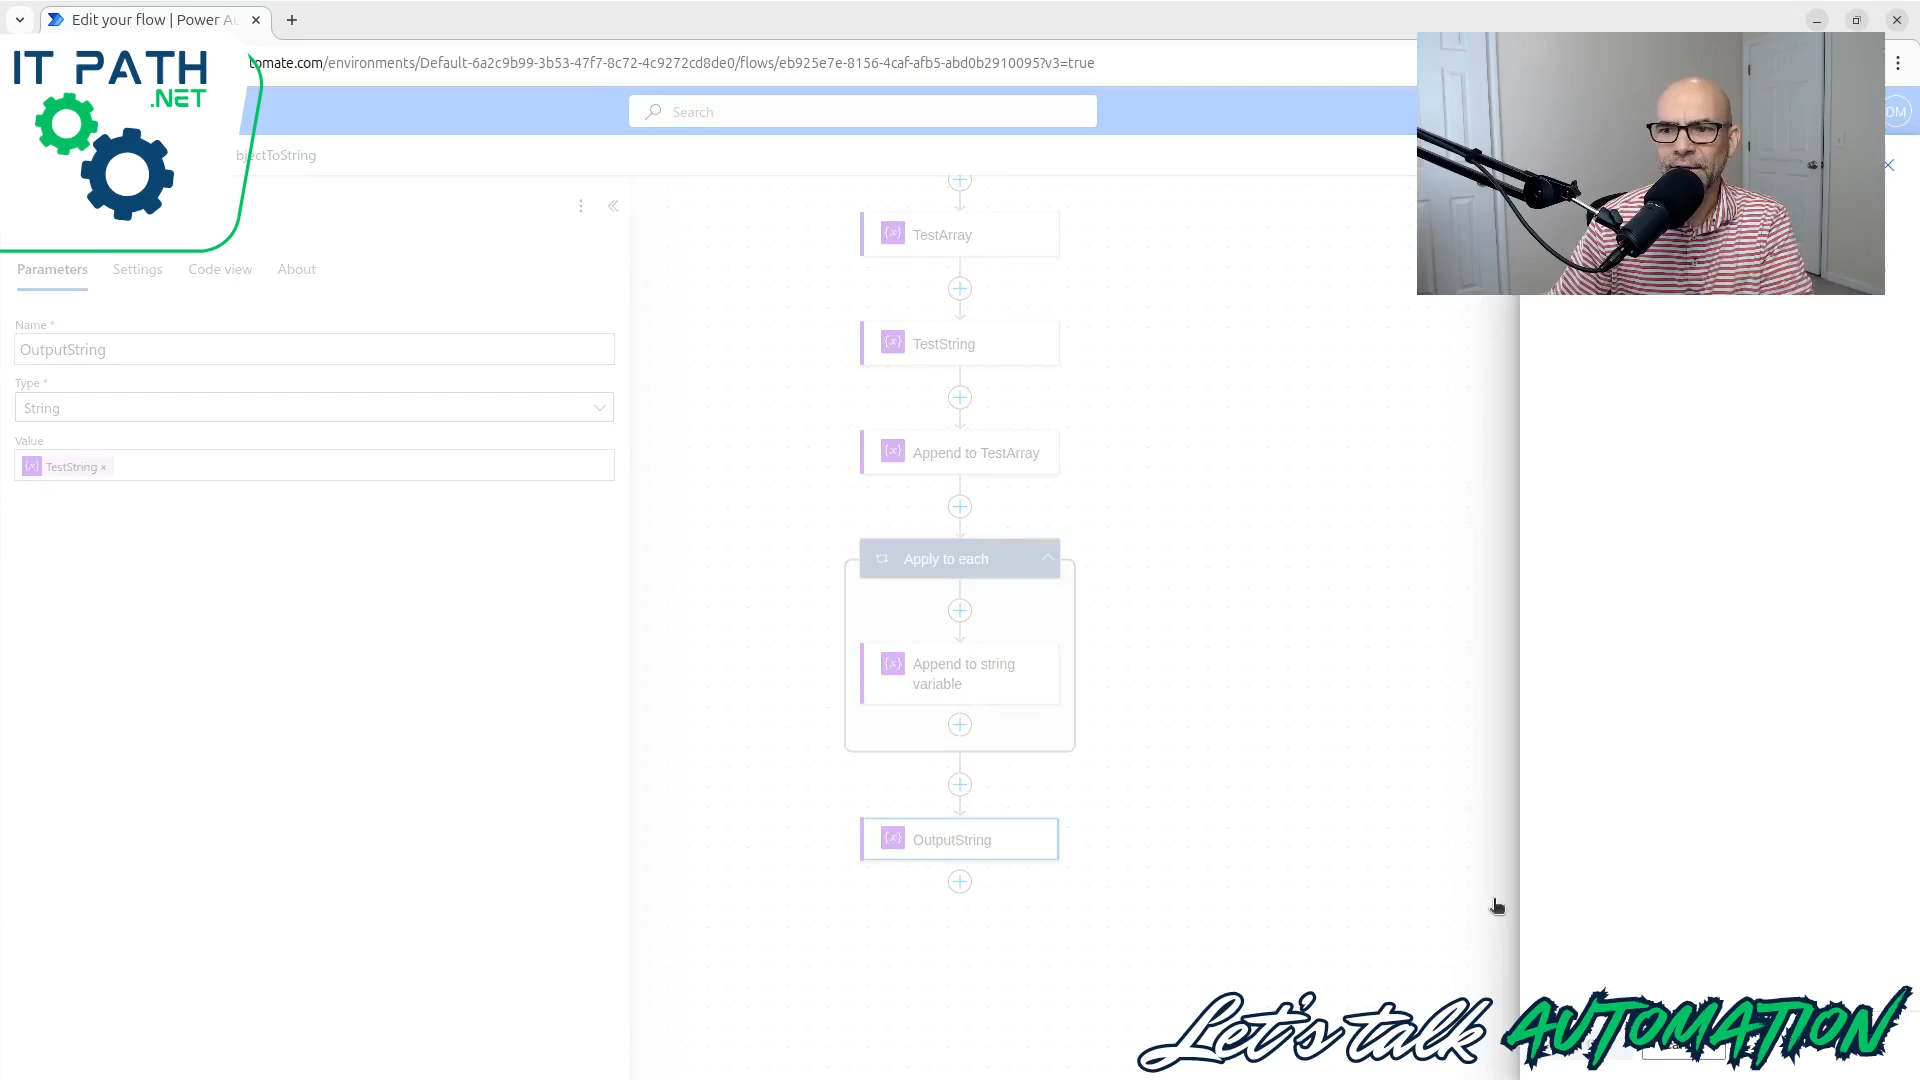 Edit your flow | Power Au
IT PATH
.NET
tomate.com/environments/Default-6a2c9b99-3b53-47f7-8c72-4c9272cd8de0/flows/eb925e7e-8156-4caf-afb5-abd0b2910095?v3=true
Search
DM
bjectToString
Parameters
Settings
Code view
About
Name *
OutputString
Type *
String
Value
{x} TestString ×
{x} TestArray
{x} TestString
{x} Append to TestArray
Apply to each
{x} Append to string
variable
{x} OutputString
Let's talk AUTOMATION